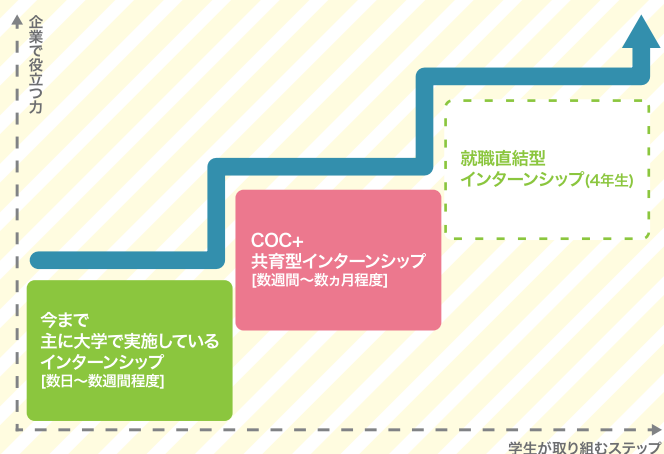 企業で役立つ力
就職直結型
インターンシップ(4年生)
COC+
共育型インターンシップ
[数週間～数ヵ月程度]
今まで
主に大学で実施している
インターンシップ
[数日～数週間程度]
学生が取り組むステップ